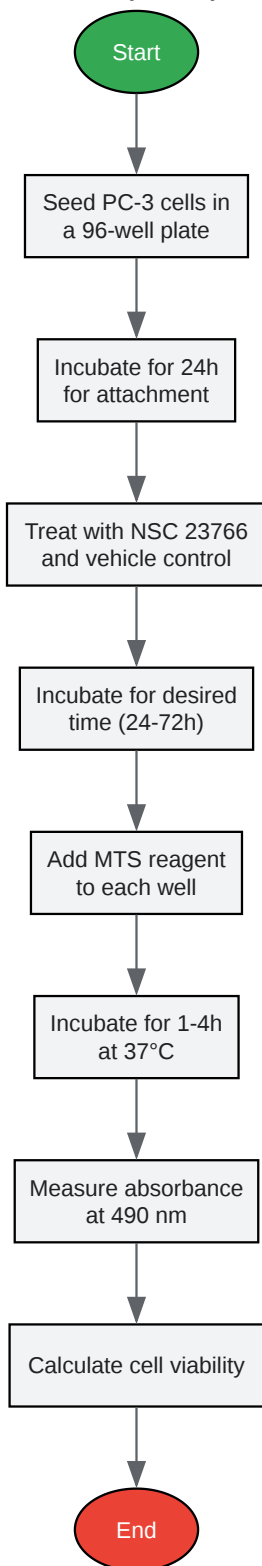 Start
Seed PC-3 cells in
a 96-well plate
Incubate for 24h
for attachment
Treat with NSC 23766
and vehicle control
Incubate for desired
time (24-72h)
Add MTS reagent
to each well
Incubate for 1-4h
at 37°C
Measure absorbance
at 490 nm
Calculate cell viability
End